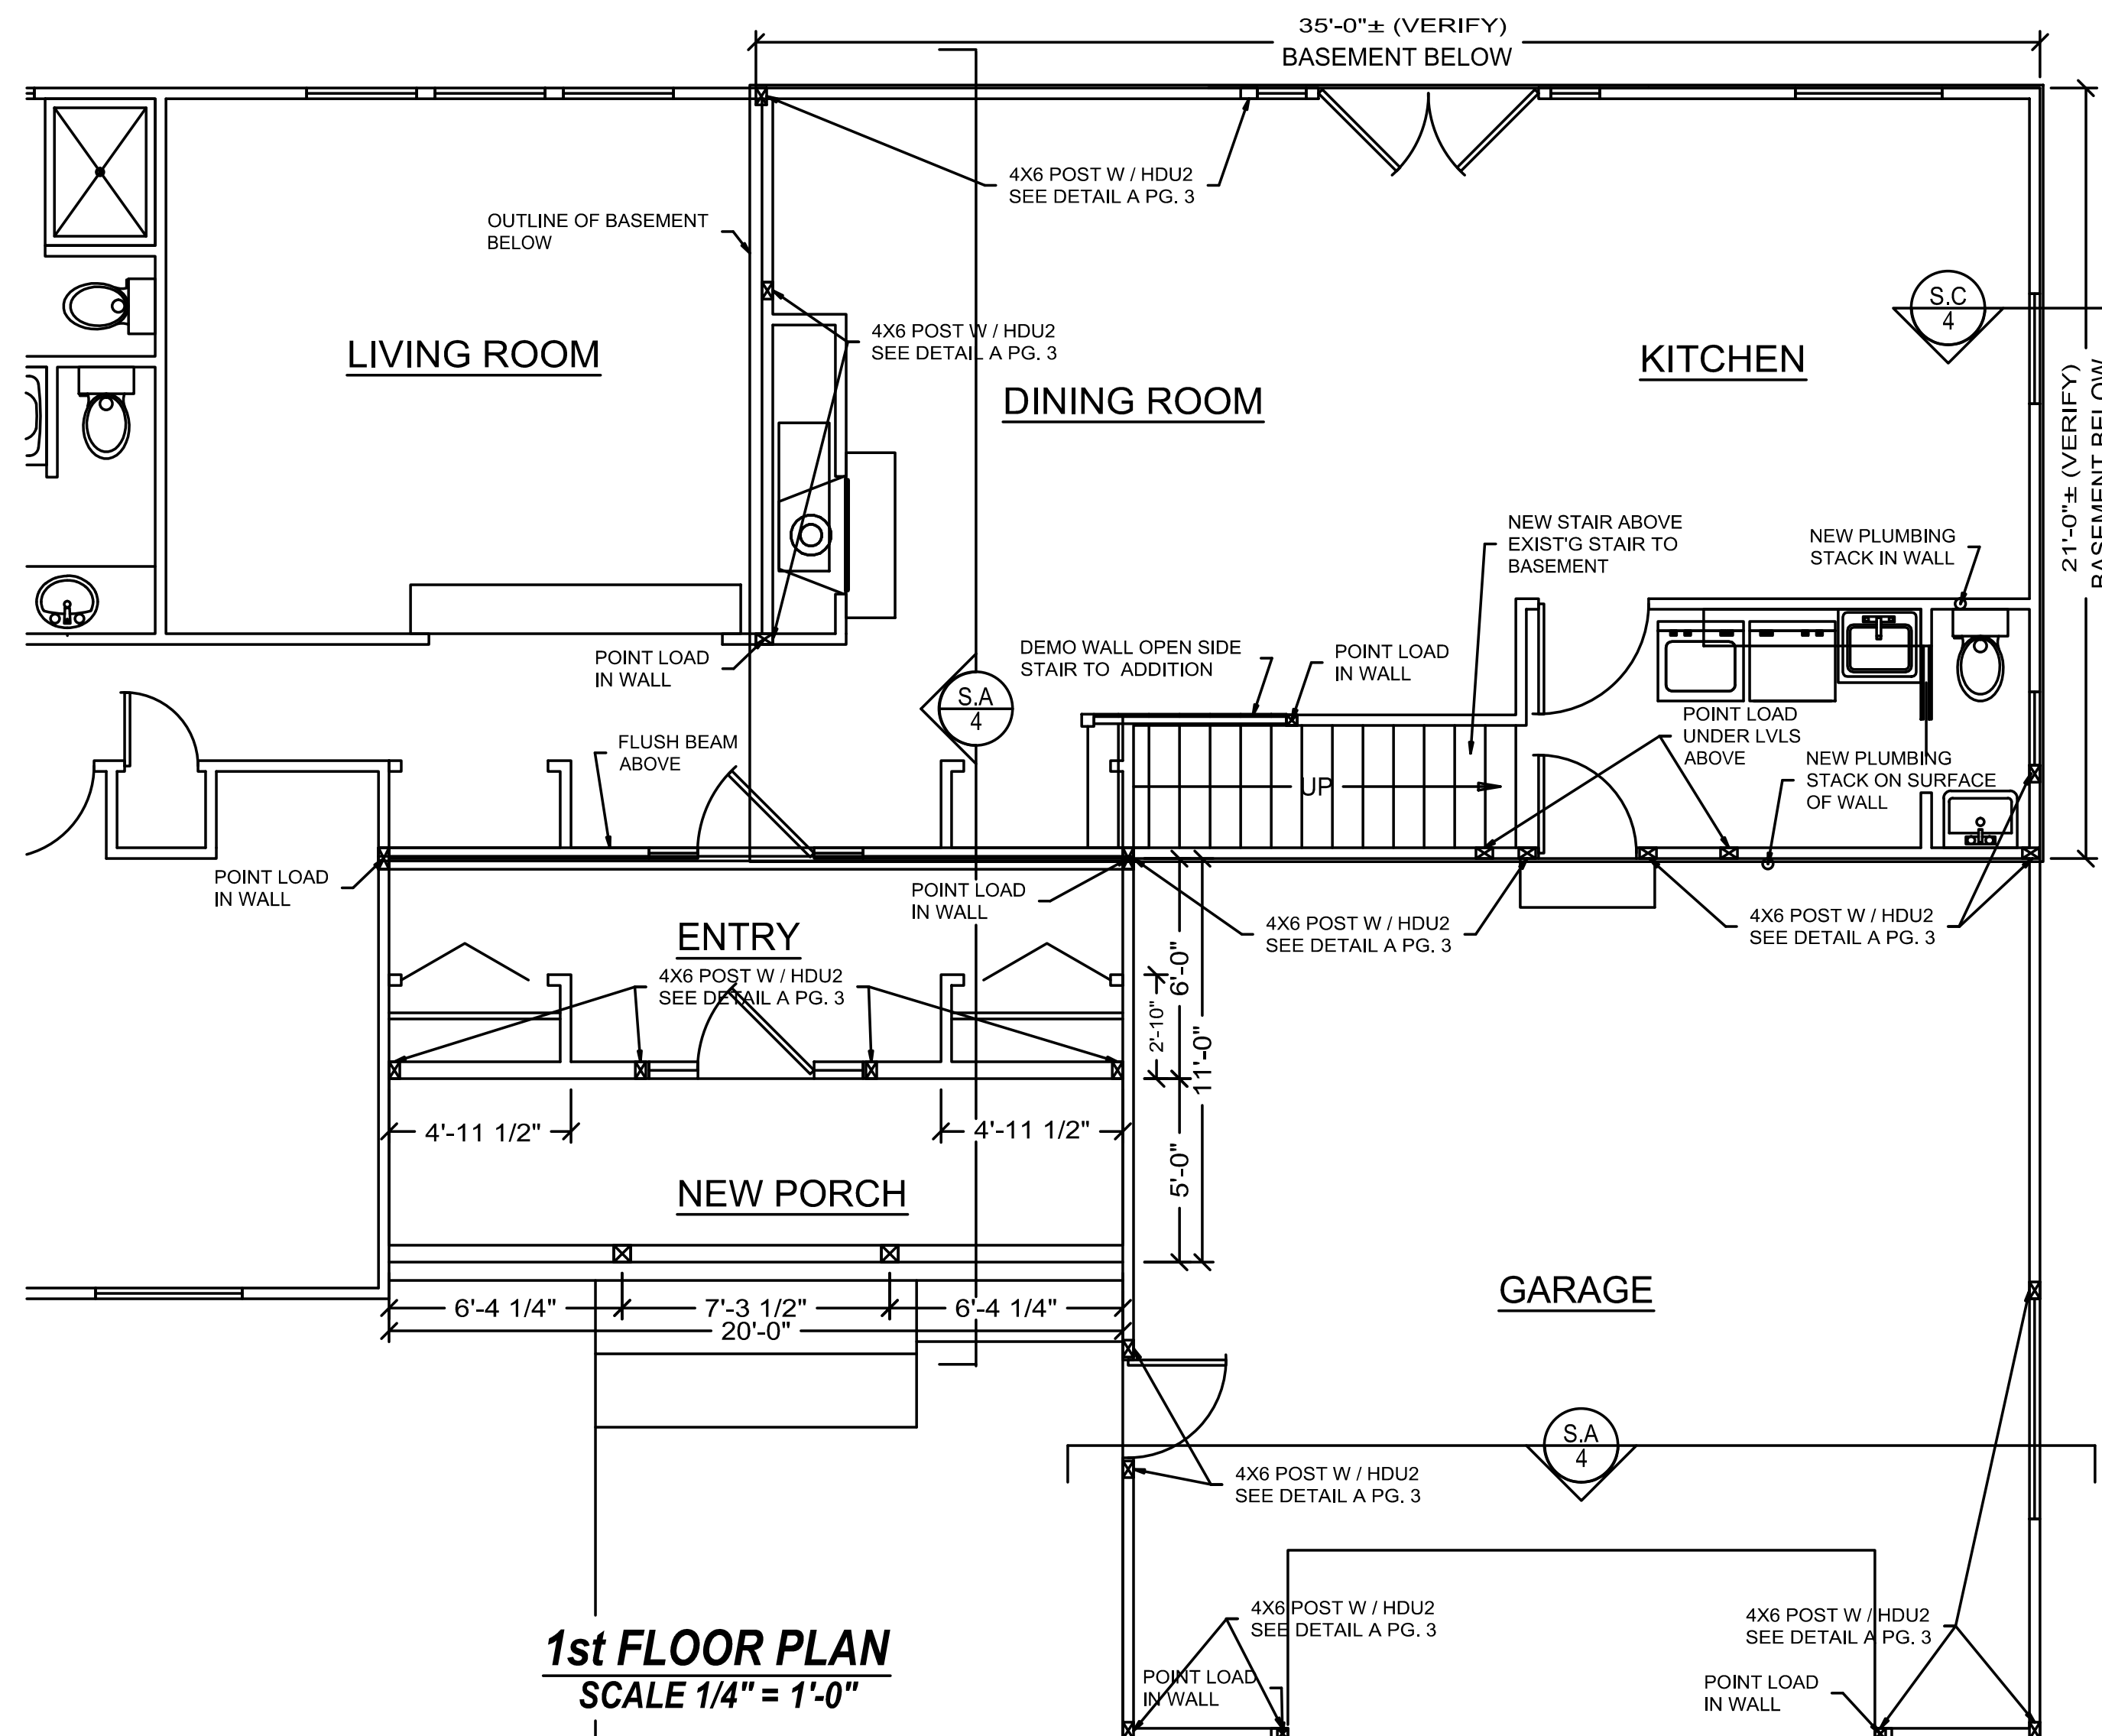 35'-0"± (VERIFY)
BASEMENT BELOW
4X6 POST W / HDU2
SEE DETAIL A PG. 3
OUTLINE OF BASEMENT
BELOW
S.C
4
4X6 POST W / HDU2
SEE DETAIL A PG. 3
LIVING ROOM
KITCHEN
DINING ROOM
21'-0"± (VERIFY)
BASEMENT BELOW
NEW STAIR ABOVE
EXIST'G STAIR TO
BASEMENT
NEW PLUMBING
STACK IN WALL
POINT LOAD
IN WALL
DEMO WALL OPEN SIDE
STAIR TO ADDITION
POINT LOAD
IN WALL
S.A
4
POINT LOAD
UNDER LVLS
ABOVE
FLUSH BEAM
ABOVE
NEW PLUMBING
STACK ON SURFACE
OF WALL
UP
POINT LOAD
IN WALL
POINT LOAD
IN WALL
4X6 POST W / HDU2
SEE DETAIL A PG. 3
4X6 POST W / HDU2
SEE DETAIL A PG. 3
ENTRY
4X6 POST W / HDU2
SEE DETAIL A PG. 3
6'-0"
2'-10"
11'-0"
4'-11 1/2"
4'-11 1/2"
5'-0"
NEW PORCH
GARAGE
6'-4 1/4"
7'-3 1/2"
6'-4 1/4"
20'-0"
S.A
4
4X6 POST W / HDU2
SEE DETAIL A PG. 3
4X6 POST W / HDU2
SEE DETAIL A PG. 3
4X6 POST W / HDU2
SEE DETAIL A PG. 3
1st FLOOR PLAN
SCALE 1/4" = 1'-0"
POINT LOAD
IN WALL
POINT LOAD
IN WALL